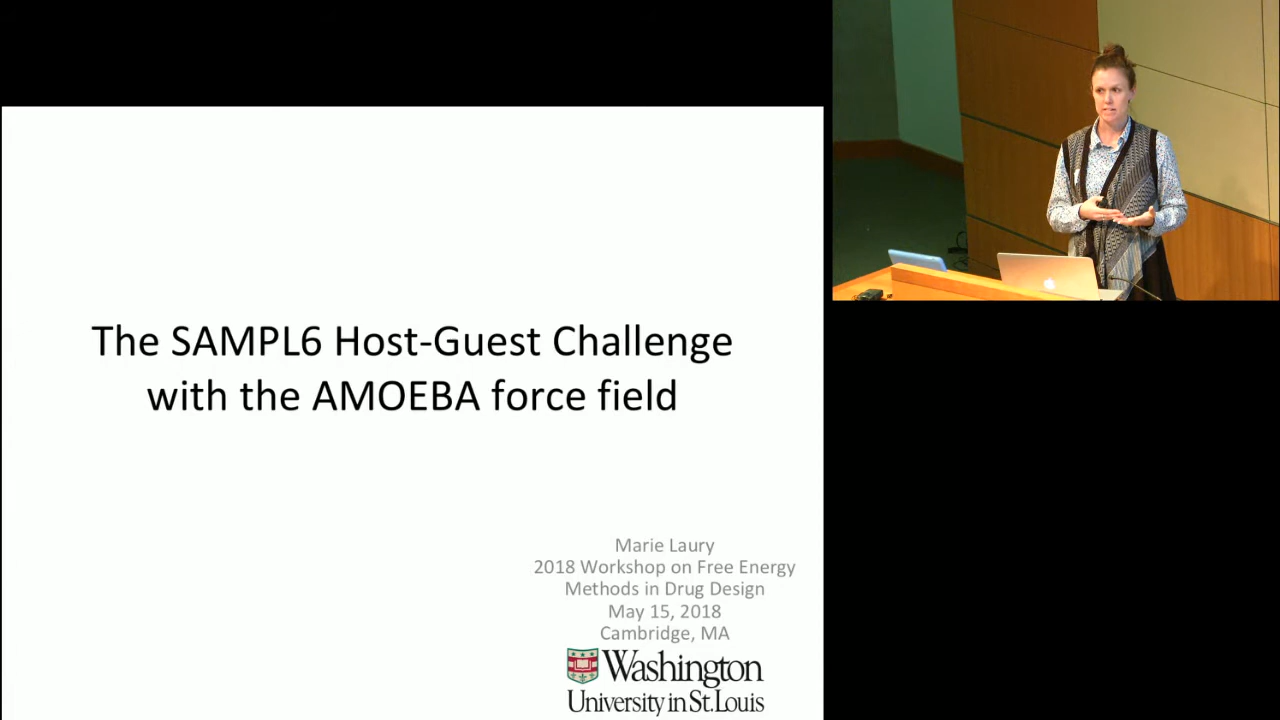 The SAMPL6 Host-Guest Challenge
with the AMOEBA force field
Marie Laury
2018 Workshop on Free Energy
Methods in Drug Design
May 15, 2018
Cambridge, MA
Washington
University in St. Louis